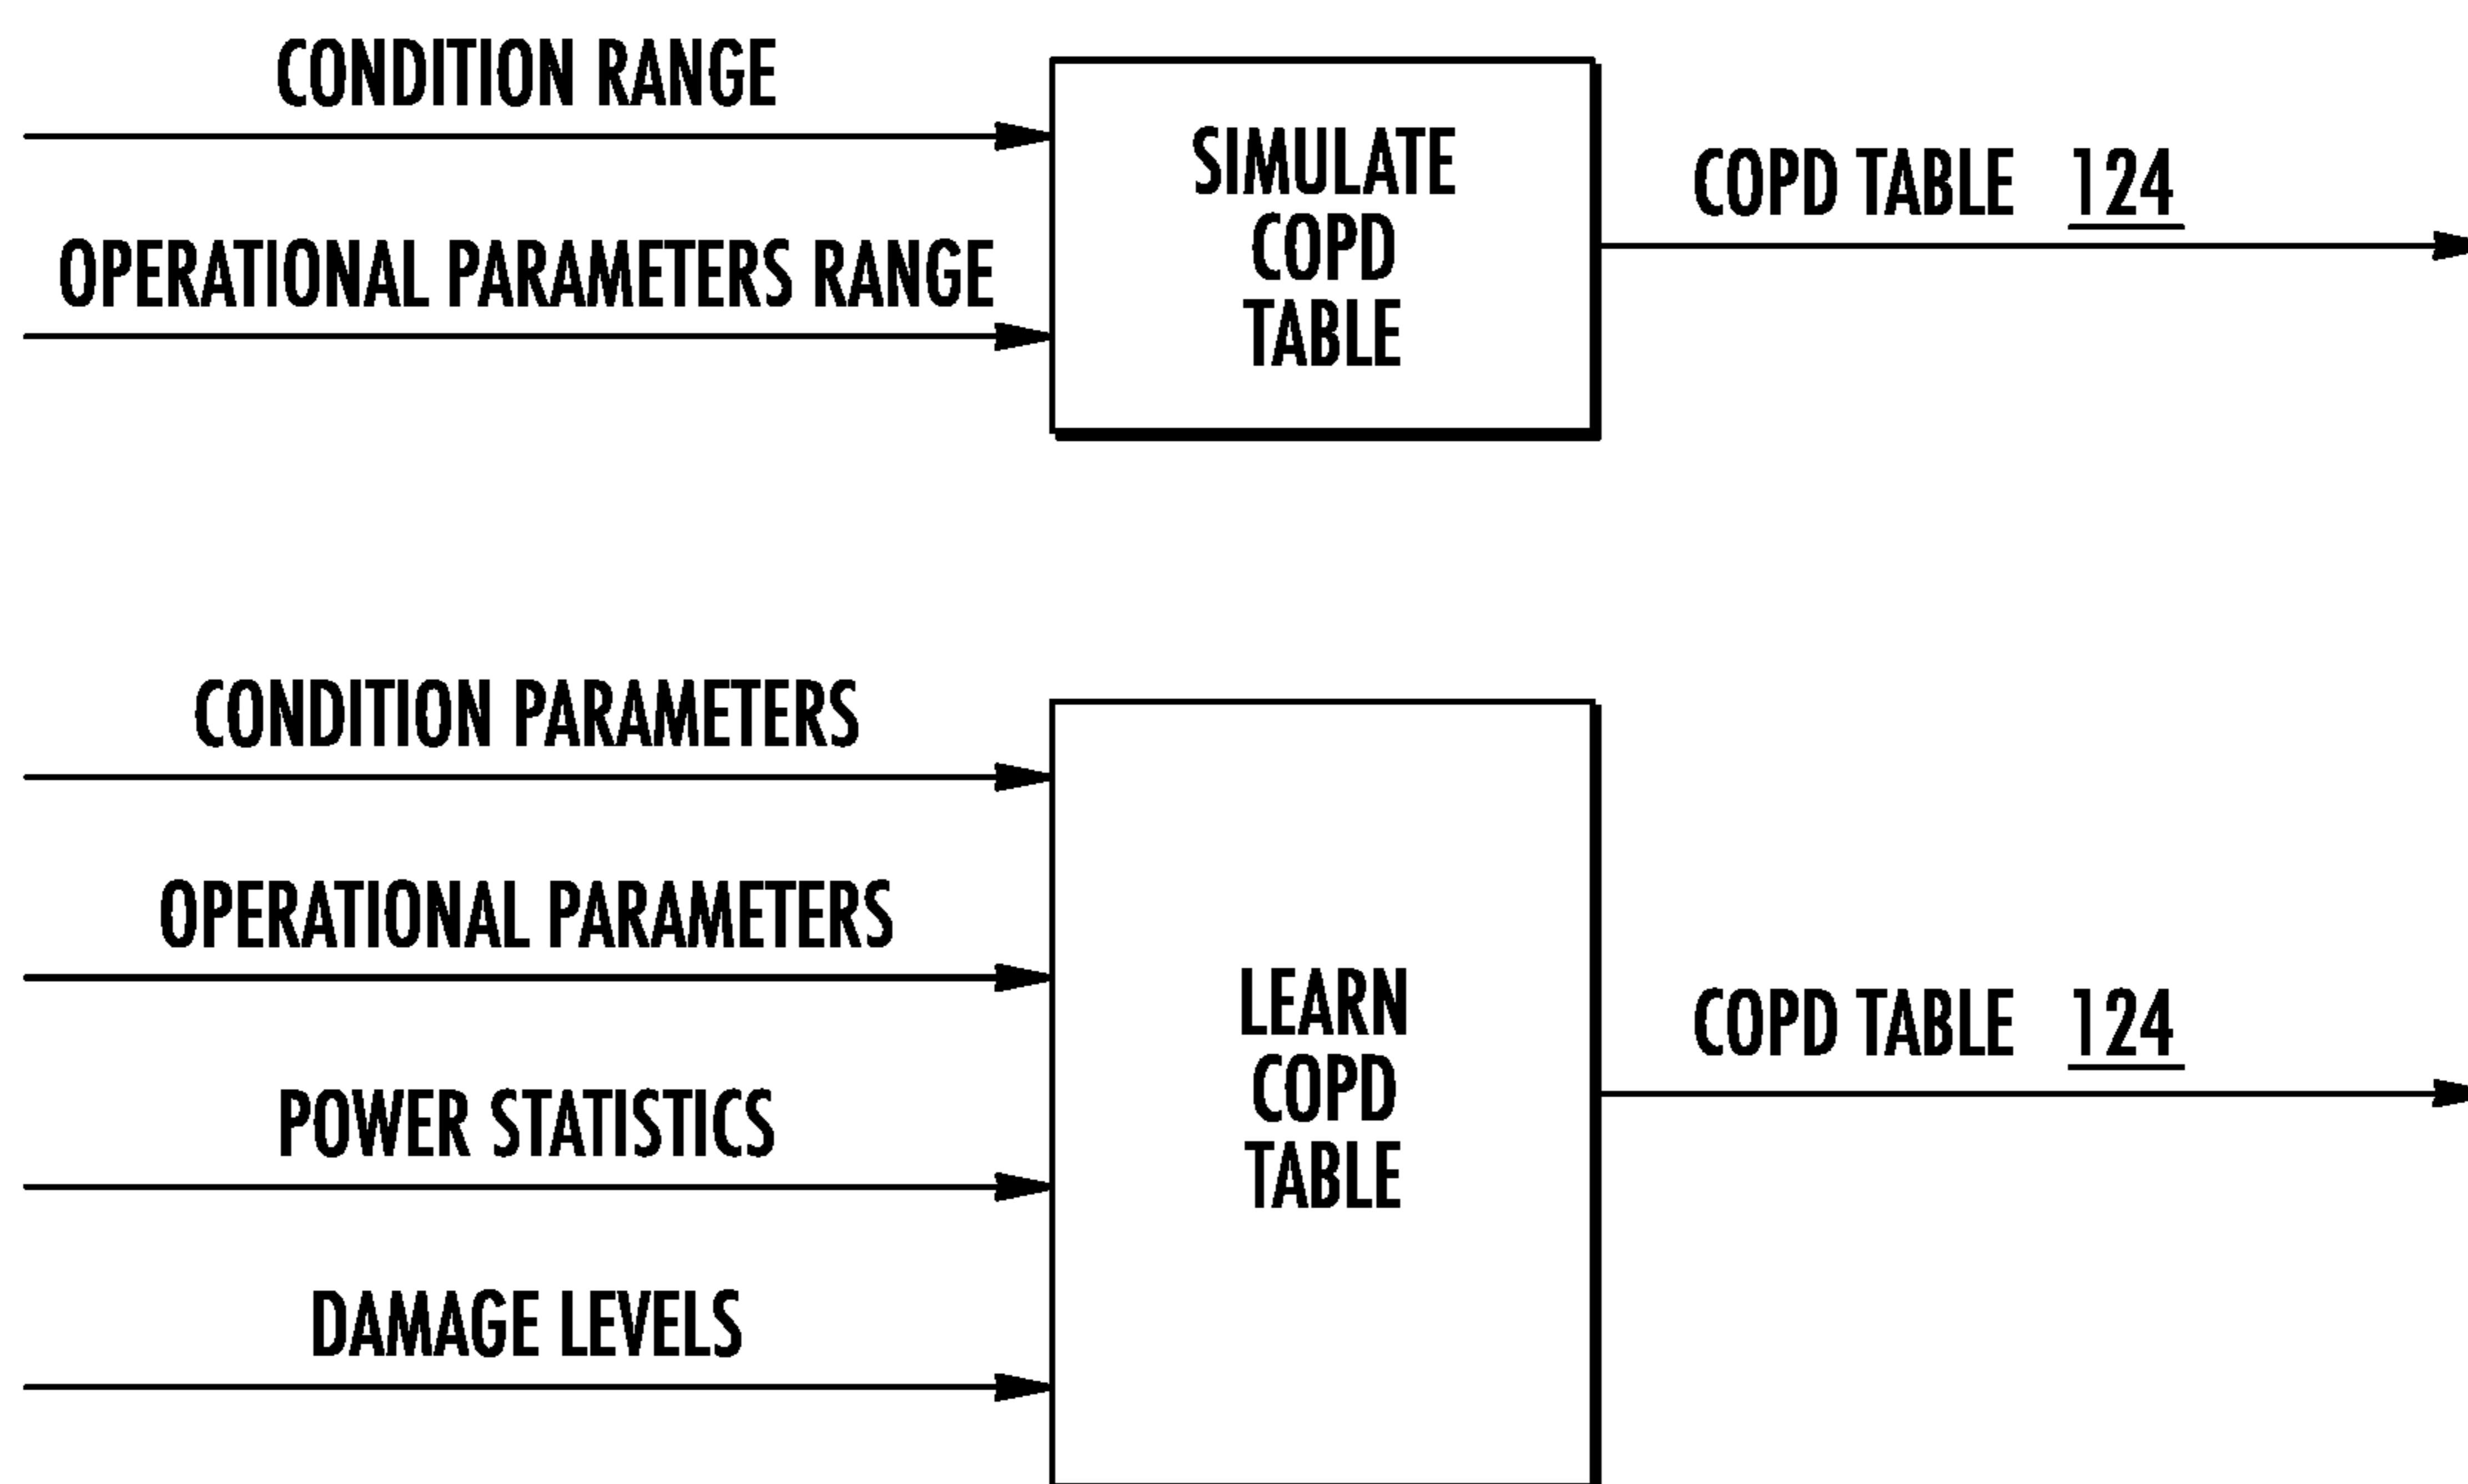 CONDITION RANGE
OPERATIONAL PARAMETERS RANGE
SIMULATE
COPD
TABLE
COPD TABLE 124
CONDITION PARAMETERS
OPERATIONAL PARAMETERS
POWER STATISTICS
DAMAGE LEVELS
LEARN
COPD
TABLE
COPD TABLE 124